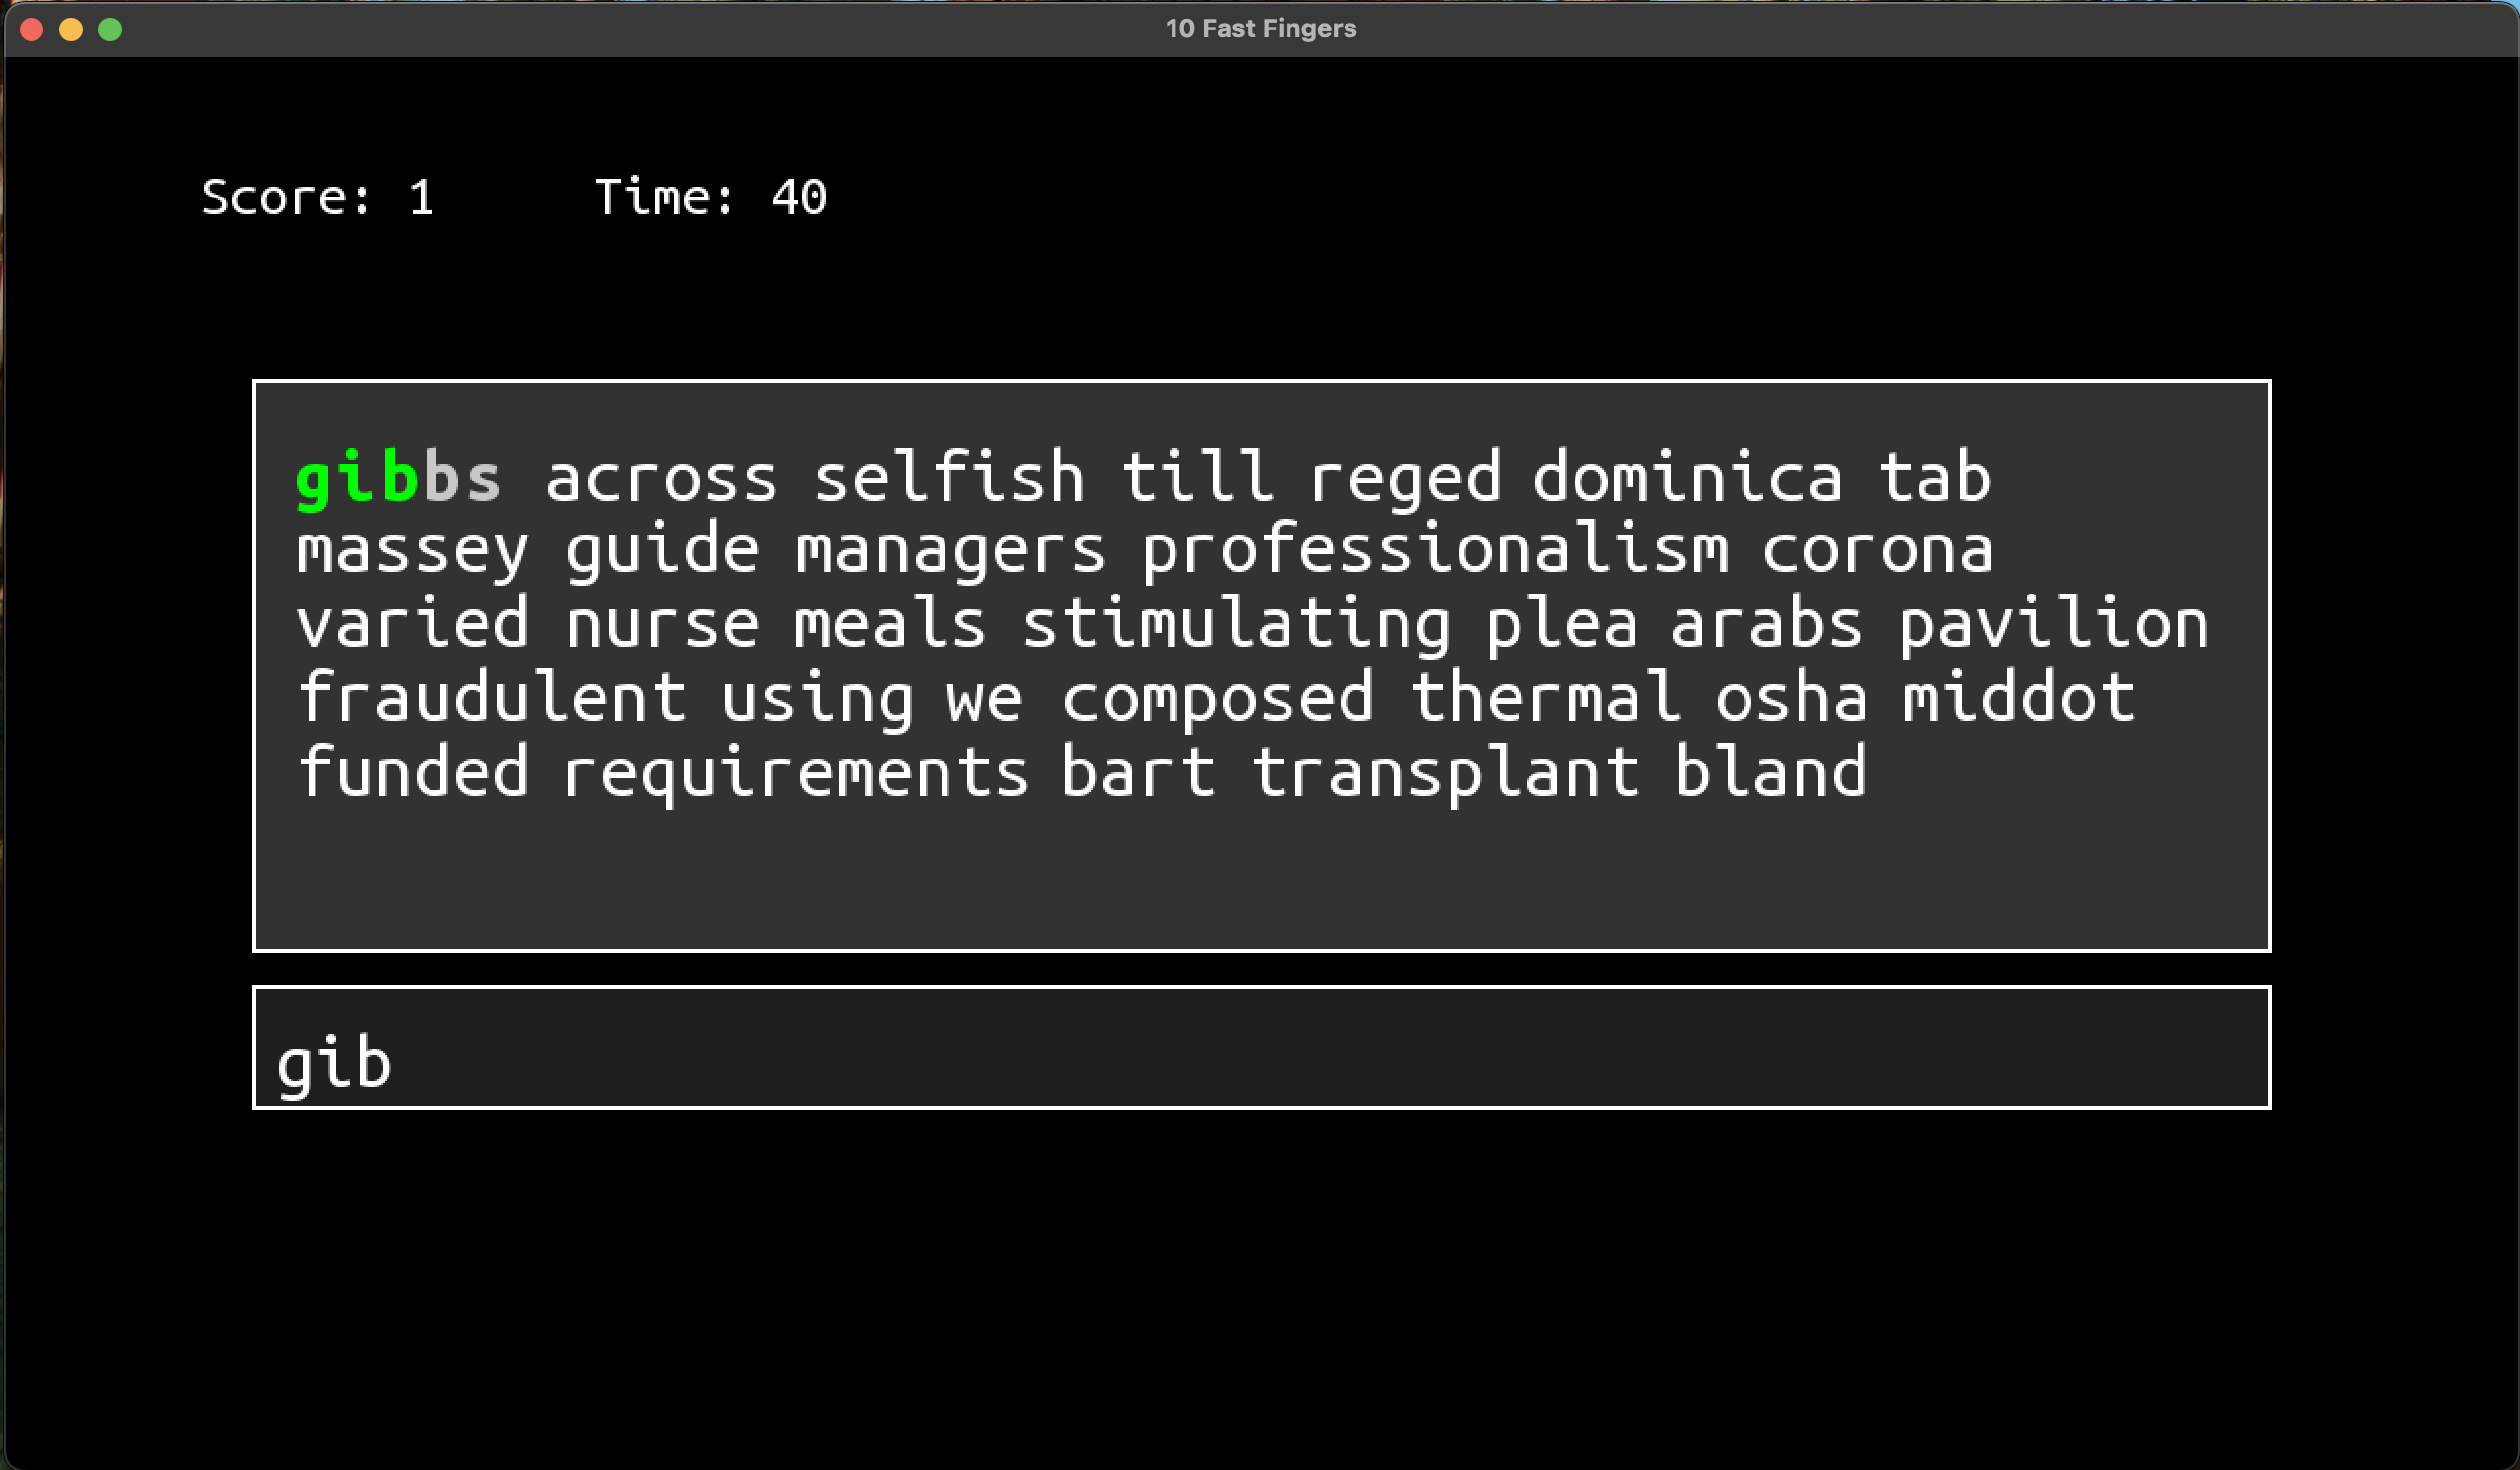 10 Fast Fingers
Score: 1 Time: 40
gibbs across selfish till reged dominica tab
massey guide managers professionalism corona
varied nurse meals stimulating plea arabs pavilion
fraudulent using we composed thermal osha middot
funded requirements bart transplant bland
gib